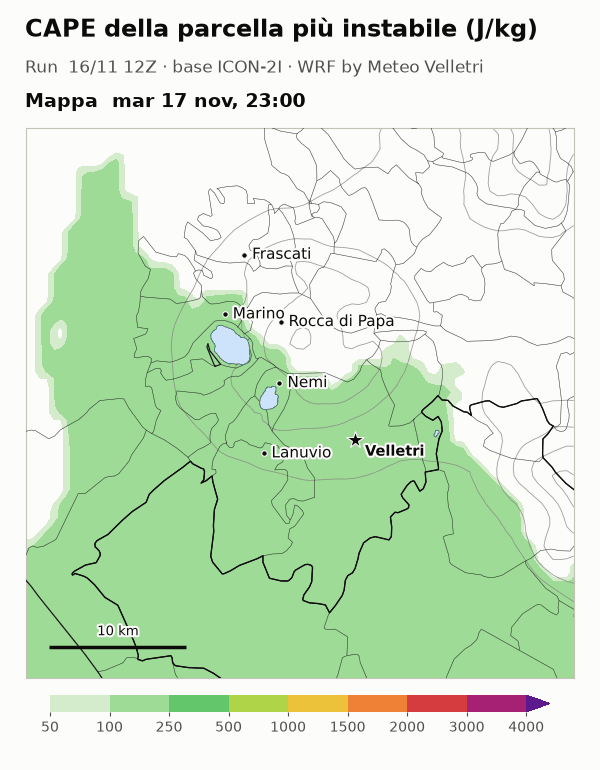 CAPE della parcella più instabile (J/kg)
Run  16/11 12Z · base ICON-2I · WRF by Meteo Velletri
Mappa  mar 17 nov, 23:00
Frascati
Marino
Rocca di Papa
Nemi
Velletri
Lanuvio
10 km
50 100 250 500 1000 1500 2000 3000 4000